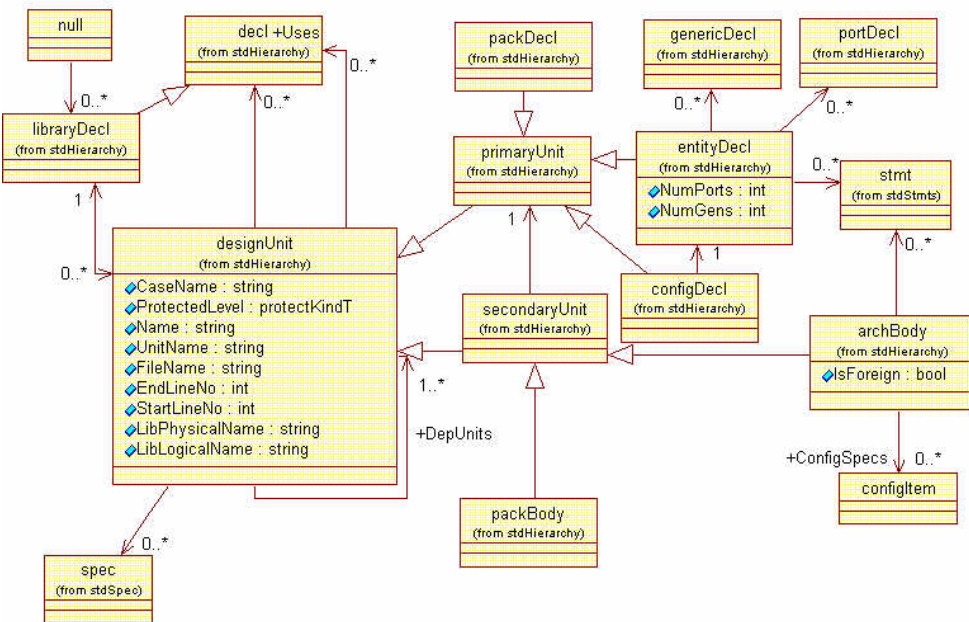 null
0..*
decl +Uses
(from stdHierarchy)
0..*
0..*
packDecl
(from stdHierarchy)
genericDecl
(from stdHierarchy)
0..*
portDecl
(from stdHierarchy)
0..*
libraryDecl
(from stdHierarchy)
1
0..*
primaryUnit
(from stdHierarchy)
1
entityDecl
(from stdHierarchy)
NumPorts : int
NumGens : int
1
0..*
stmt
(from stdStmts)
0..*
designUnit
(from stdHierarchy)
CaseName : string
ProtectedLevel : protectKindT
Name : string
UnitName : string
FileName : string
EndLineNo : int
StartLineNo : int
LibPhysicalName : string
LibLogicalName : string
secondaryUnit
(from stdHierarchy)
configDecl
(from stdHierarchy)
archBody
(from stdHierarchy)
IsForeign : bool
1..*
+DepUnits
+ConfigSpecs
0..*
configItem
packBody
(from stdHierarchy)
0..*
spec
(from stdSpec)